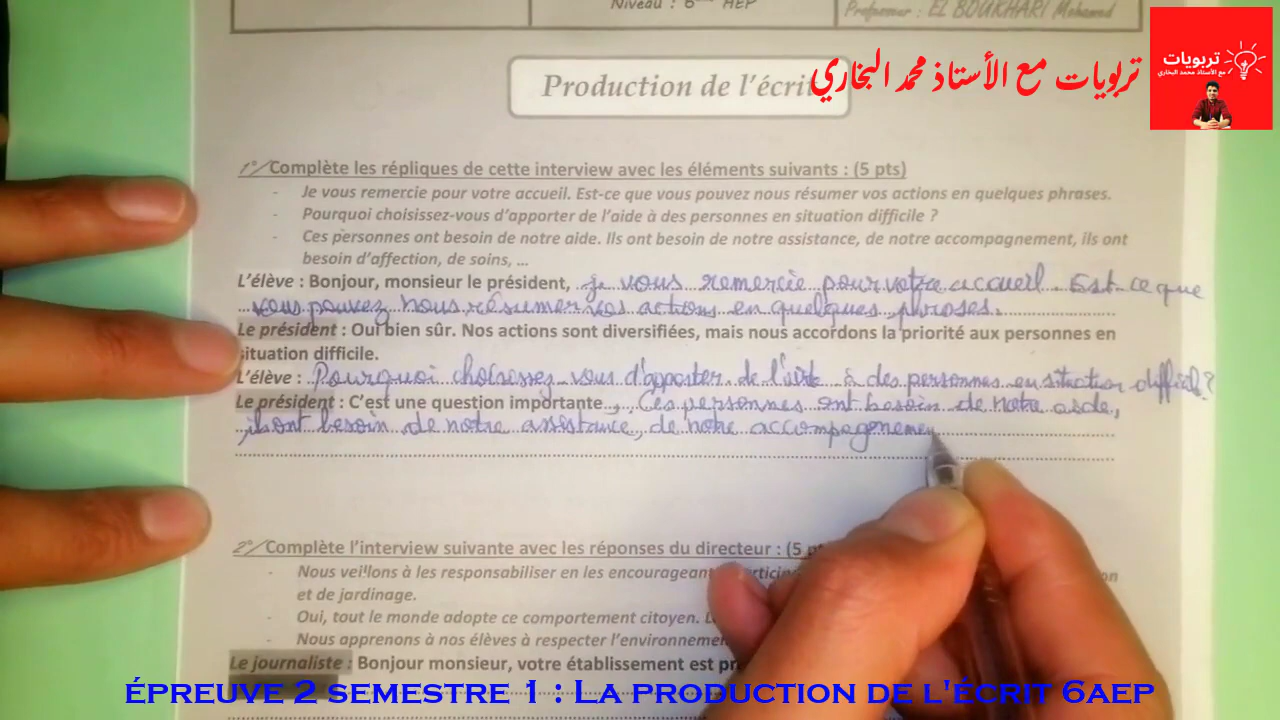 Niveau : 6ème AEP
Professeur : EL BOUKHARI Mohamed
تربويات مع الأستاذ محمد البخاري
تربويات
مع الأستاذ محمد البخاري
Production de l'écrit
1°/ Complète les répliques de cette interview avec les éléments suivants : (5 pts)
- Je vous remercie pour votre accueil. Est-ce que vous pouvez nous résumer vos actions en quelques phrases.
- Pourquoi choisissez-vous d'apporter de l'aide à des personnes en situation difficile ?
- Ces personnes ont besoin de notre aide. Ils ont besoin de notre assistance, de notre accompagnement, ils ont
besoin d'affection, de soins, ...
L'élève : Bonjour, monsieur le président, je vous remercie pour votre accueil. Est-ce que
vous pouvez nous résumer vos actions en quelques phrases.
Le président : Oui bien sûr. Nos actions sont diversifiées, mais nous accordons la priorité aux personnes en
situation difficile.
L'élève : Pourquoi choisissez-vous d'apporter de l'aide à des personnes en situation difficile ?
Le président : C'est une question importante., Ces personnes ont besoin de notre aide,
, ils ont besoin de notre assistance, de notre accompagnemen
2°/ Complète l'interview suivante avec les réponses du directeur : (5
- Nous veillons à les responsabiliser en les encourageant
et de jardinage.
- Oui, tout le monde adopte ce comportement citoyen.
- Nous apprenons à nos élèves à respecter
Le journaliste : Bonjour monsieur, votre établissement est
épreuve 2 semestre 1 : La production de l'écrit 6aep